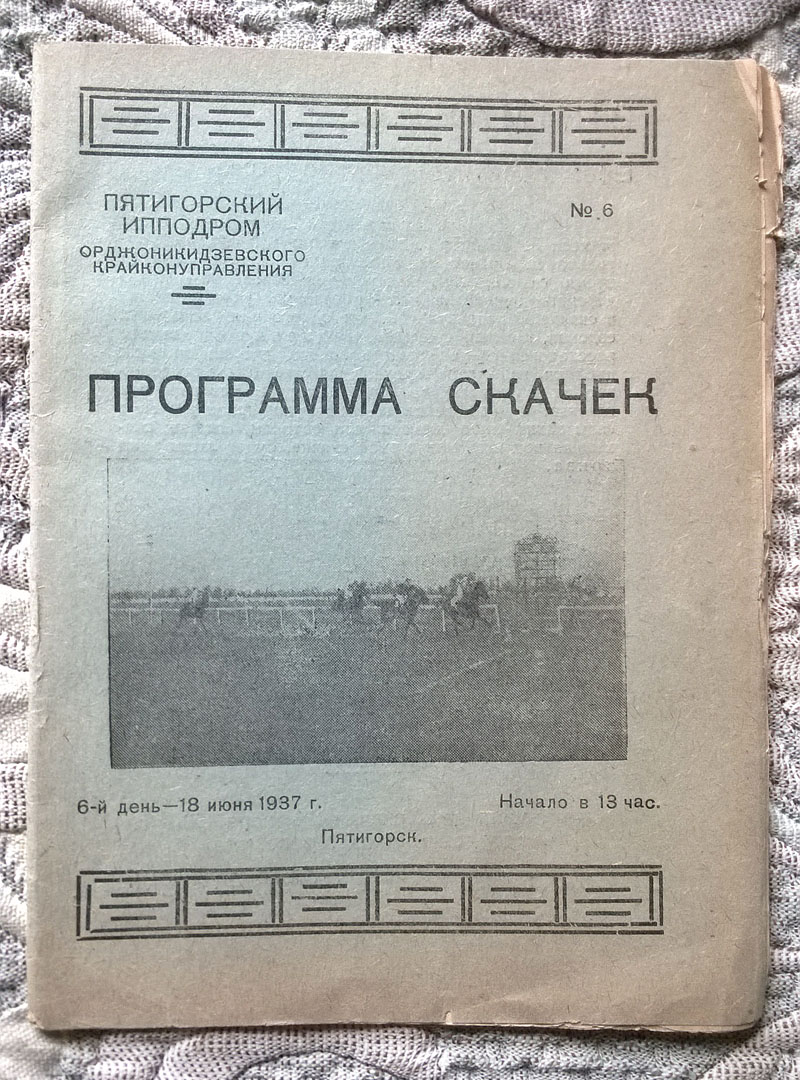 ПЯТИГОРСКИЙ
ИППОДРОМ
ОРДЖОНИКИДЗЕВСКОГО
КРАЙКОНУПРАВЛЕНИЯ
№ 6
ПРОГРАММА СКАЧЕК
6-й день—18 июня 1937 г.
Начало в 13 час.
Пятигорск.